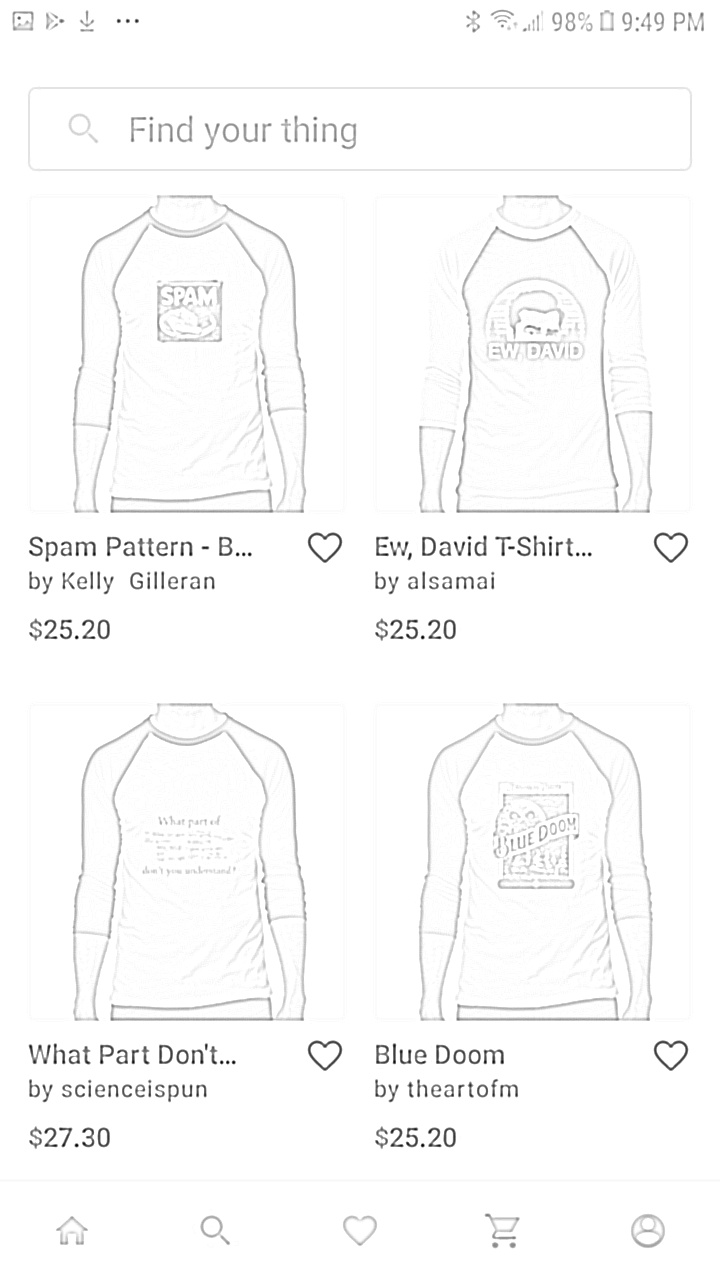 98% 9:49 PM
Find your thing
SPAM
EW, DAVID
Spam Pattern - B...
Ew, David T-Shirt...
by Kelly Gilleran
by alsamai
$25.20
$25.20
What part of
don't you understand?
BLUE DOOM
What Part Don't...
Blue Doom
by scienceispun
by theartofm
$27.30
$25.20